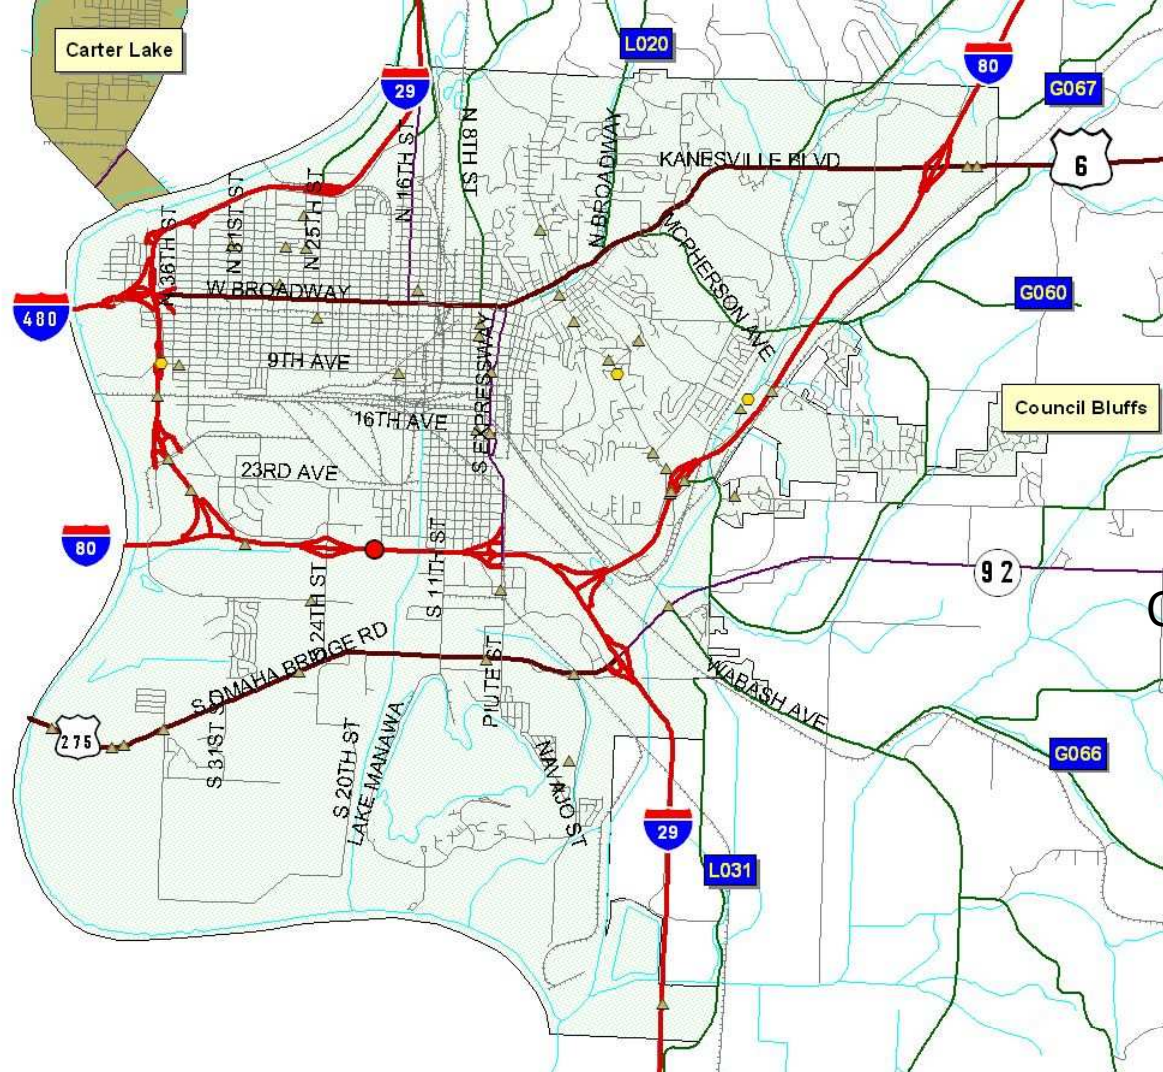 Carter Lake
L020
80
29
G067
N 8TH ST
N BROADWAY
KANESVILLE BLVD
6
N 16TH ST
N 25TH ST
N 31ST ST
N 36TH ST
MCPHERSON AVE
W BROADWAY
G060
480
9TH AVE
S EXPRESSWAY
Council Bluffs
16TH AVE
23RD AVE
80
S 11TH ST
92
S 24TH ST
S OMAHA BRIDGE RD
PIUTE ST
WABASH AVE
275
S 31ST S
S 20TH ST
LAKE MANAWA
NAVAJO ST
G066
29
L031